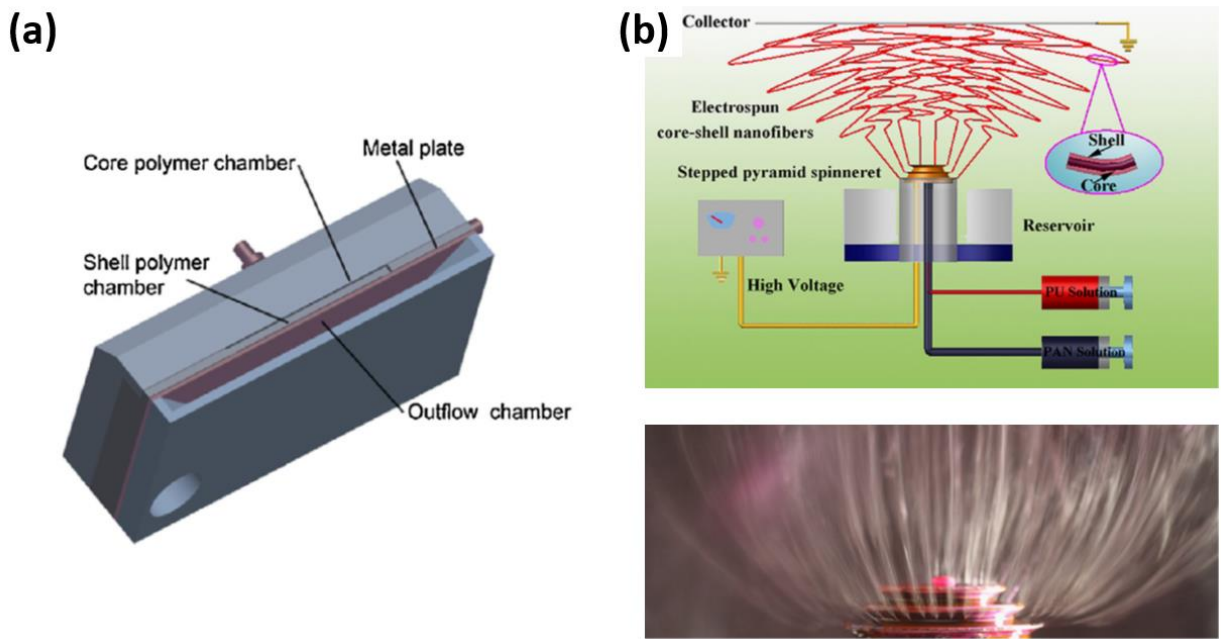 (a)
Core polymer chamber
Metal plate
Shell polymer
chamber
Outflow chamber
(b)
Collector
Electrospun
core-shell nanofibers
Shell
Core
Stepped pyramid spinneret
Reservoir
High Voltage
PU Solution
PAN Solution